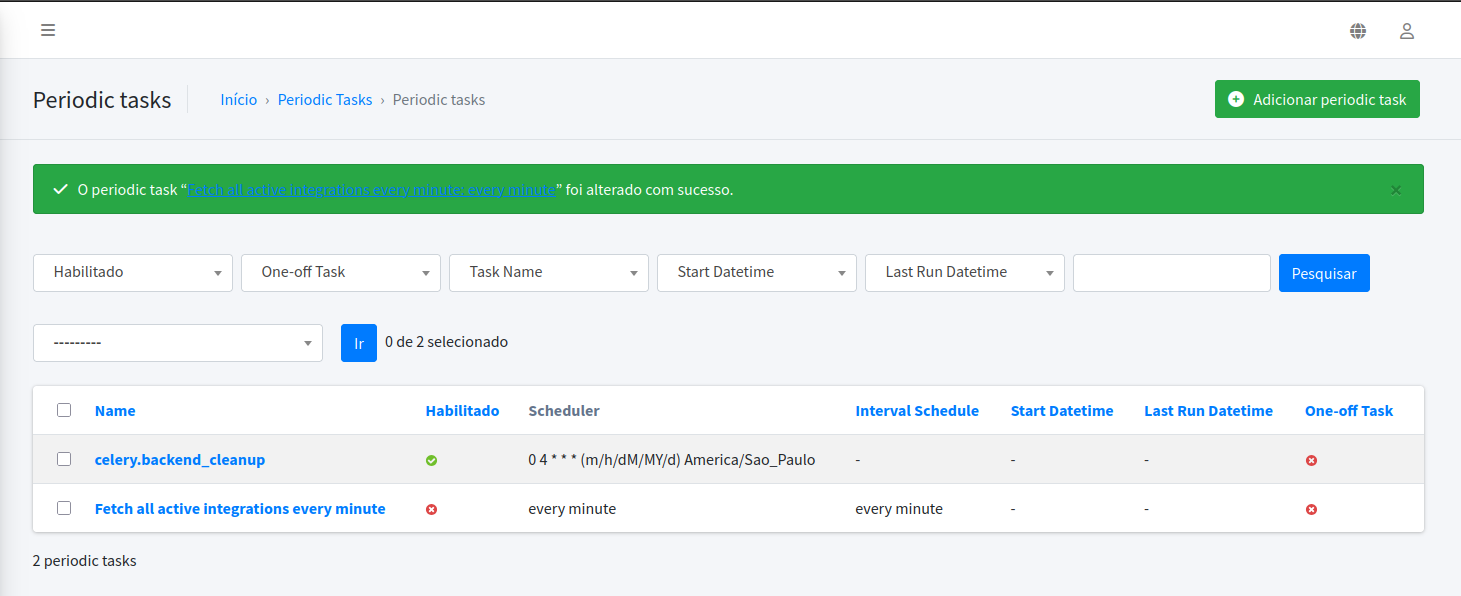 Periodic tasks
Início › Periodic Tasks › Periodic tasks
Adicionar periodic task
O periodic task “Fetch all active integrations every minute: every minute” foi alterado com sucesso.
Habilitado One-off Task Task Name Start Datetime Last Run Datetime Pesquisar
--------- Ir 0 de 2 selecionado
Name Habilitado Scheduler Interval Schedule Start Datetime Last Run Datetime One-off Task
celery.backend_cleanup 0 4 * * * (m/h/dM/MY/d) America/Sao_Paulo - - -
Fetch all active integrations every minute every minute every minute - -
2 periodic tasks